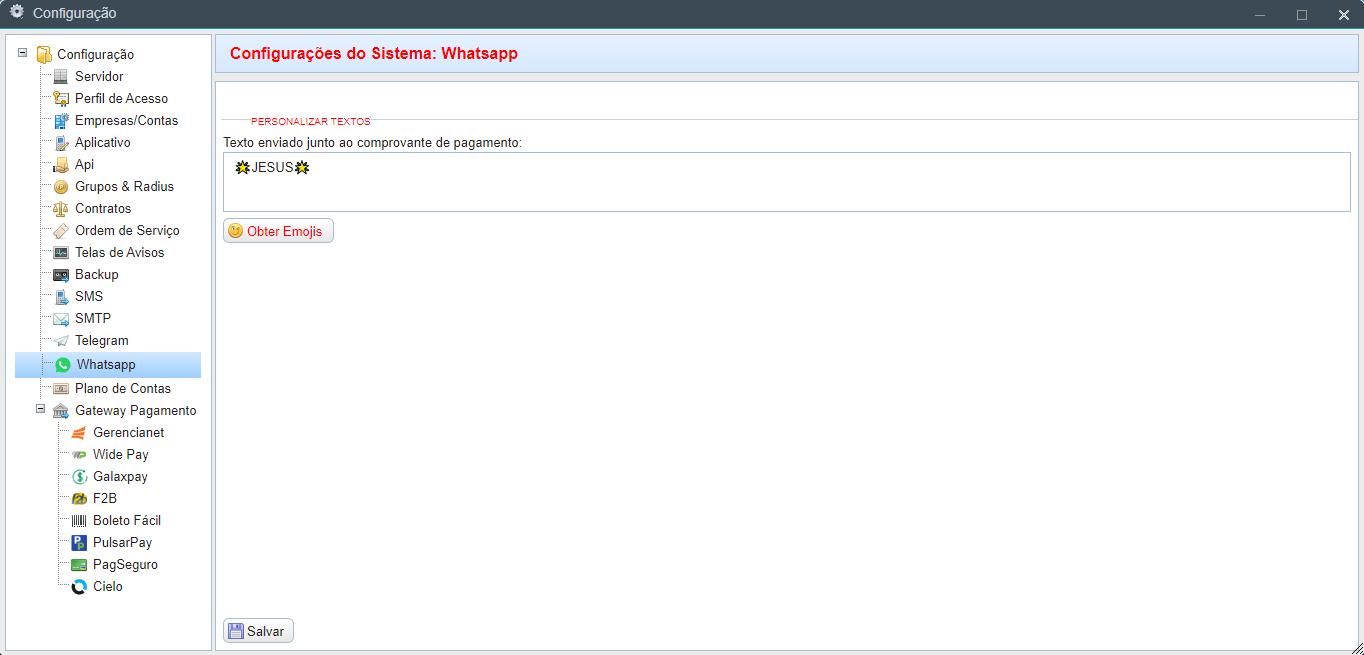 Configuração
Configuração
Servidor
Perfil de Acesso
Empresas/Contas
Aplicativo
Api
Grupos & Radius
Contratos
Ordem de Serviço
Telas de Avisos
Backup
SMS
SMTP
Telegram
Whatsapp
Plano de Contas
Gateway Pagamento
Gerencianet
Wide Pay
Galaxpay
F2B
Boleto Fácil
PulsarPay
PagSeguro
Cielo
Configurações do Sistema: Whatsapp
PERSONALIZAR TEXTOS
Texto enviado junto ao comprovante de pagamento:
🌟JESUS🌟
Obter Emojis
Salvar